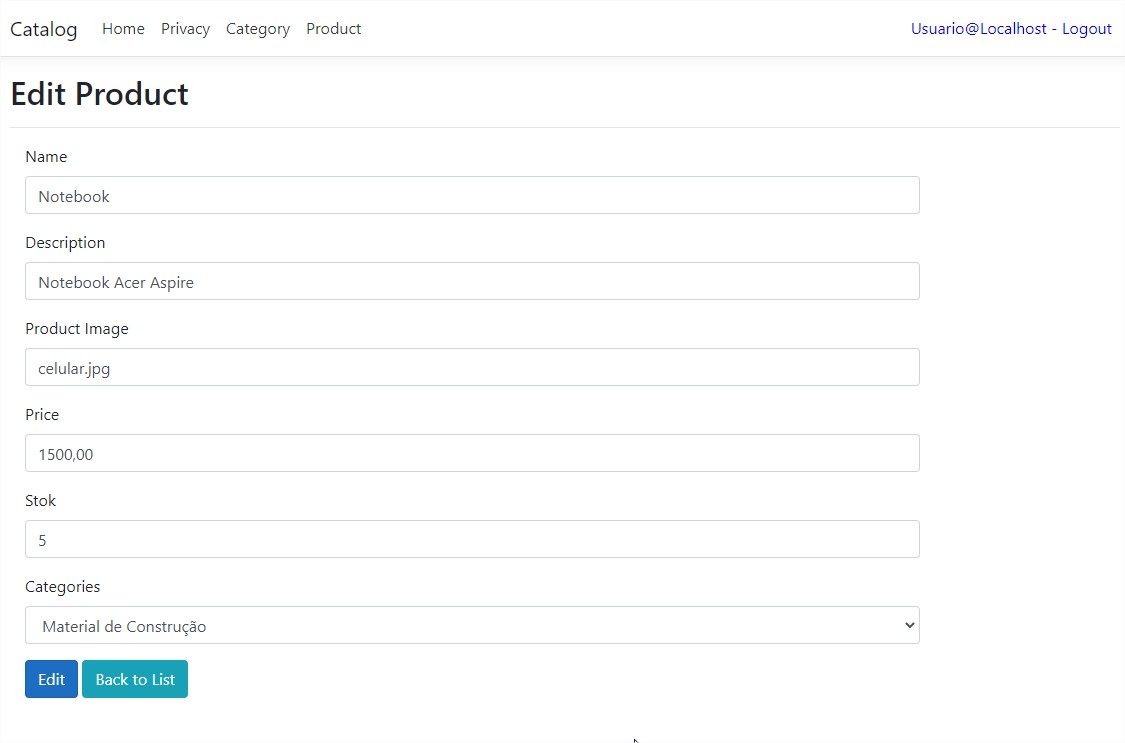 Catalog Home Privacy Category Product Usuario@Localhost - Logout
Edit Product
Name
Notebook
Description
Notebook Acer Aspire
Product Image
celular.jpg
Price
1500,00
Stok
5
Categories
Material de Construção
Edit Back to List